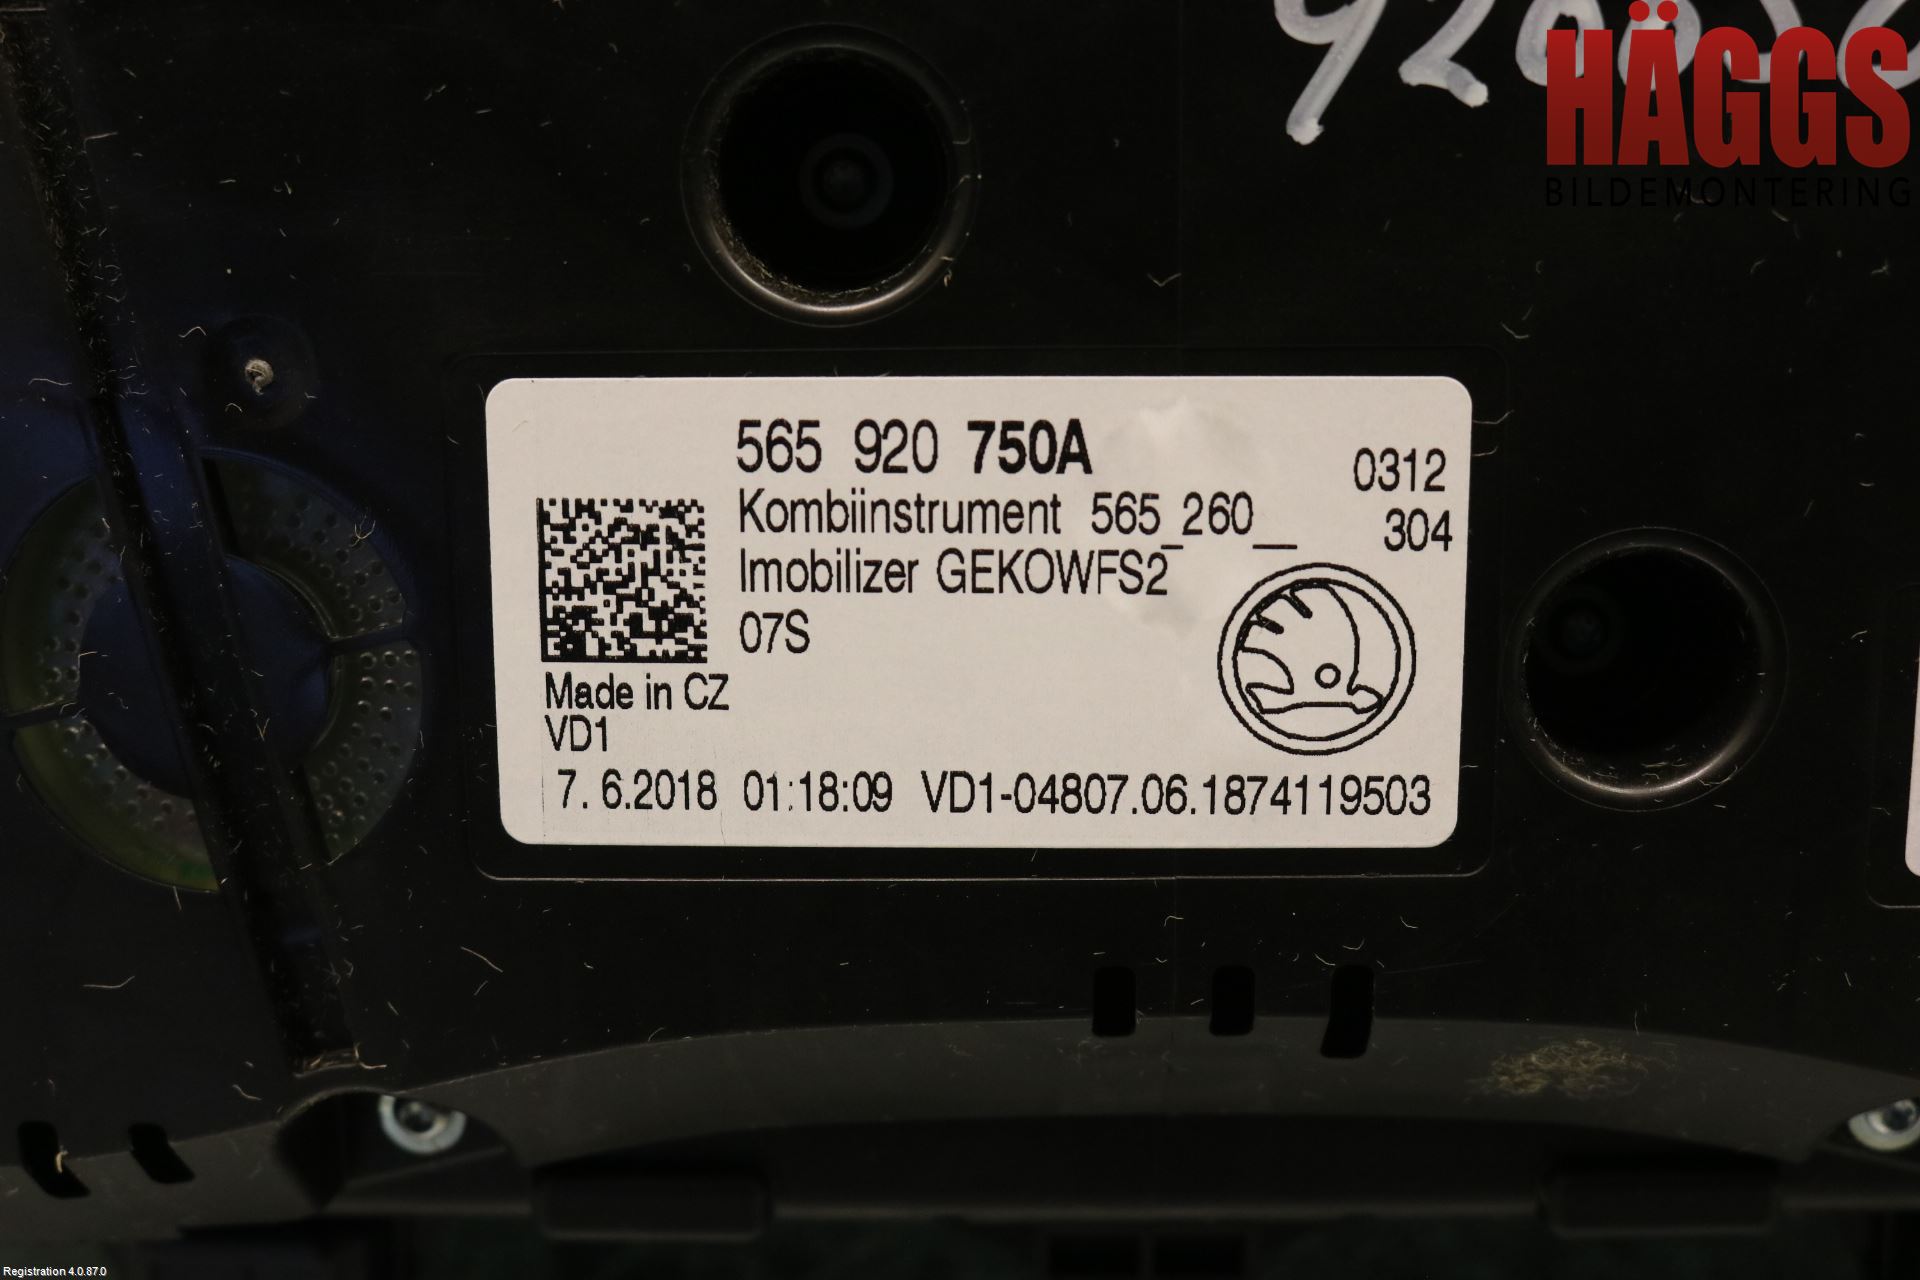 HÄGGS
BILDEMONTERING
565 920 750A
0312
Kombiinstrument 565_260__
304
Imobilizer GEKOWFS2
07S
Made in CZ
VD1
7. 6.2018 01:18:09 VD1-04807.06.1874119503
Registration 4.0.87.0